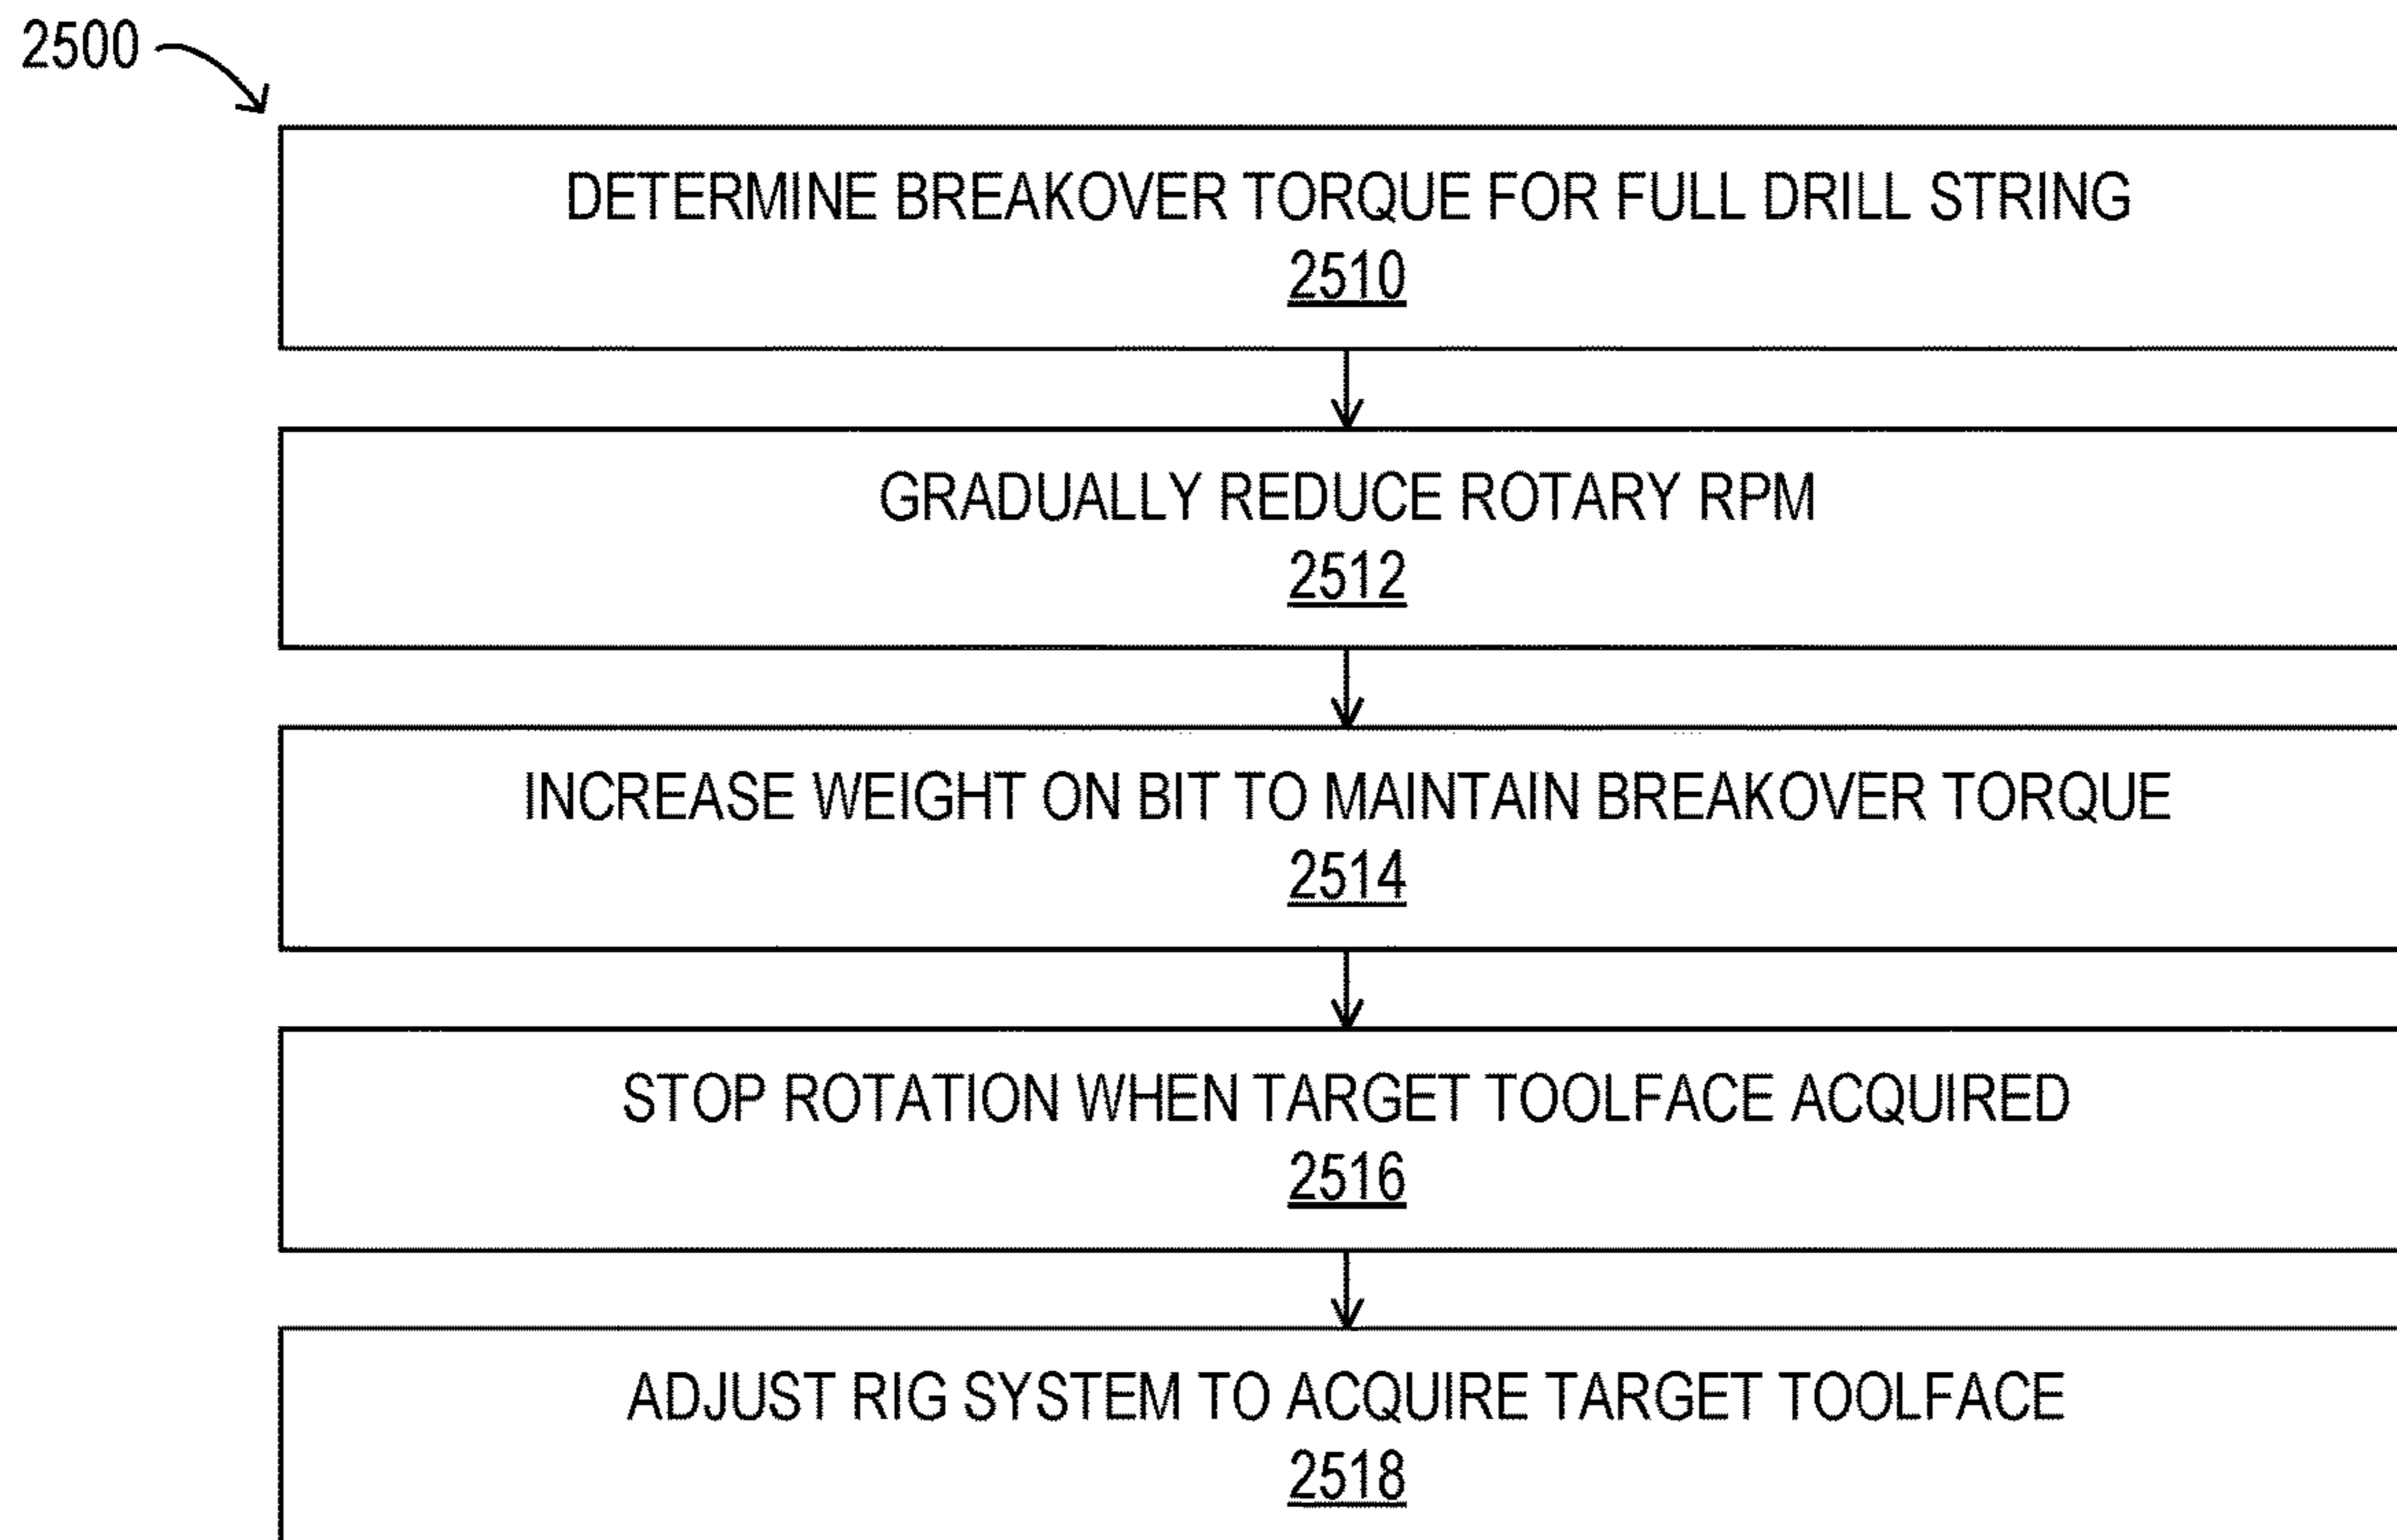 2500
DETERMINE BREAKOVER TORQUE FOR FULL DRILL STRING
2510
GRADUALLY REDUCE ROTARY RPM
2512
INCREASE WEIGHT ON BIT TO MAINTAIN BREAKOVER TORQUE
2514
STOP ROTATION WHEN TARGET TOOLFACE ACQUIRED
2516
ADJUST RIG SYSTEM TO ACQUIRE TARGET TOOLFACE
2518